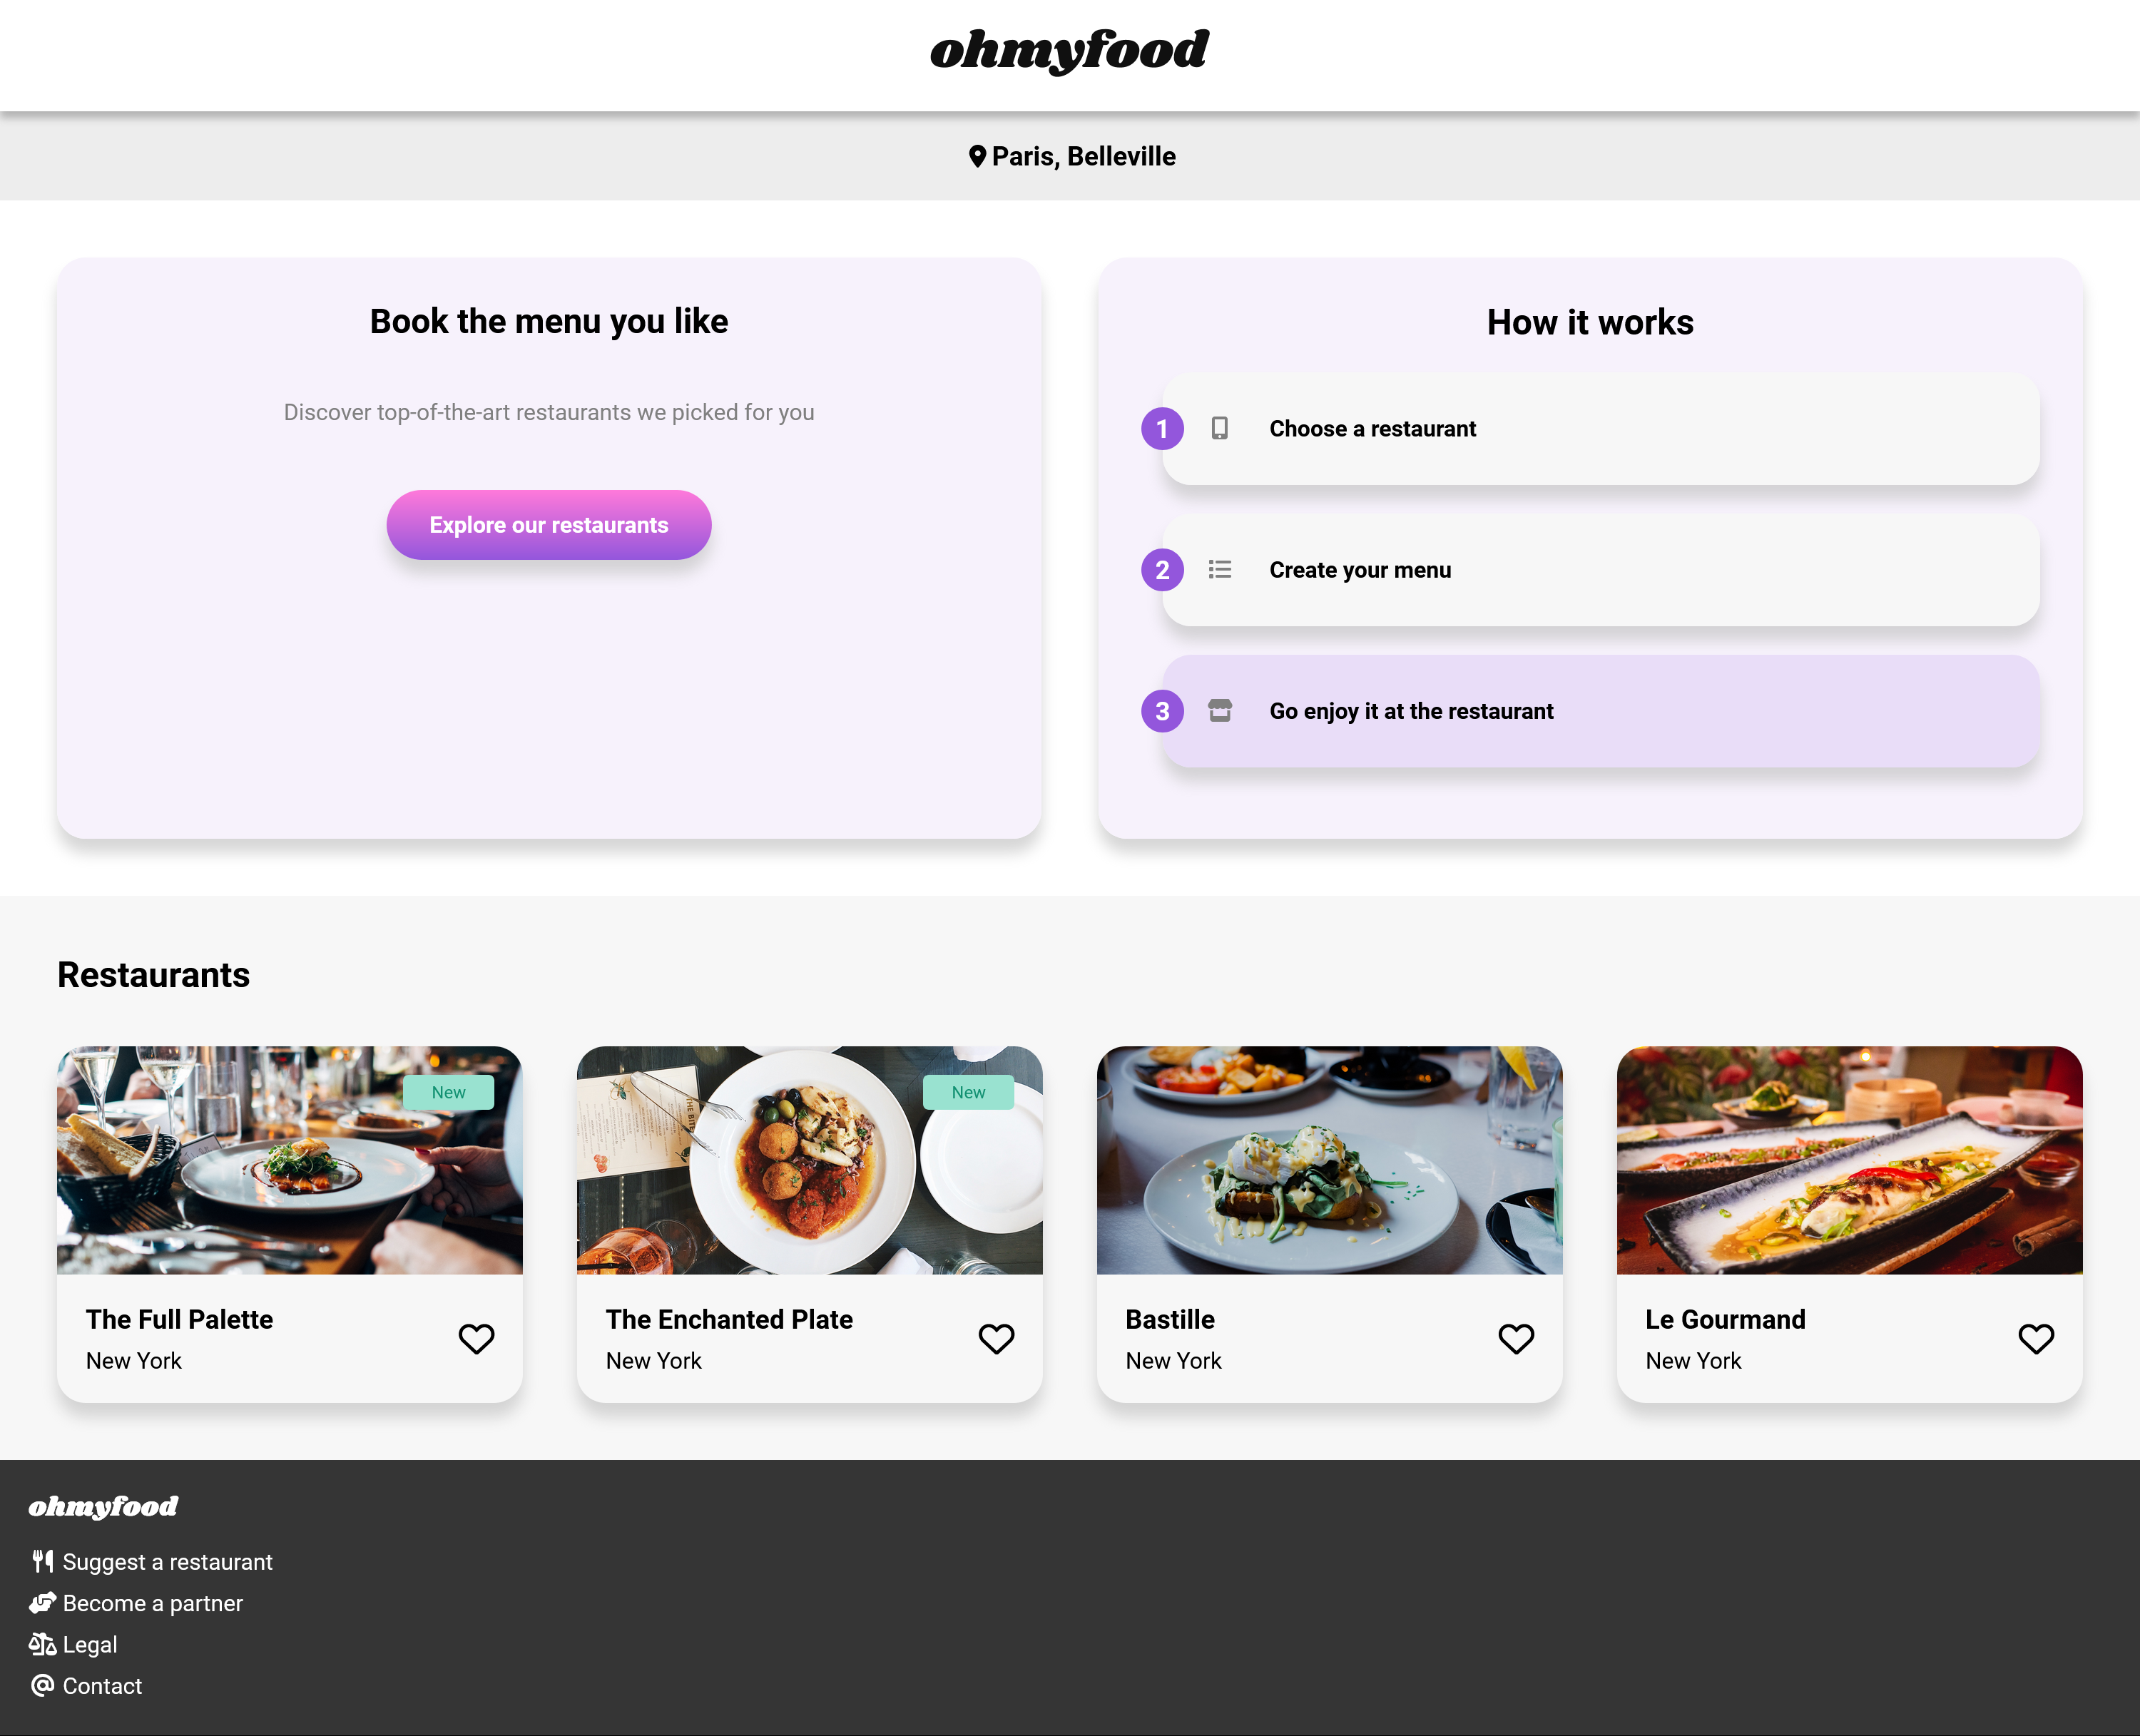 ohmyfood
Paris, Belleville
Book the menu you like
Discover top-of-the-art restaurants we picked for you
Explore our restaurants
How it works
1 Choose a restaurant
2 Create your menu
3 Go enjoy it at the restaurant
Restaurants
New
The Full Palette
New York
New
The Enchanted Plate
New York
Bastille
New York
Le Gourmand
New York
ohmyfood
Suggest a restaurant
Become a partner
Legal
Contact